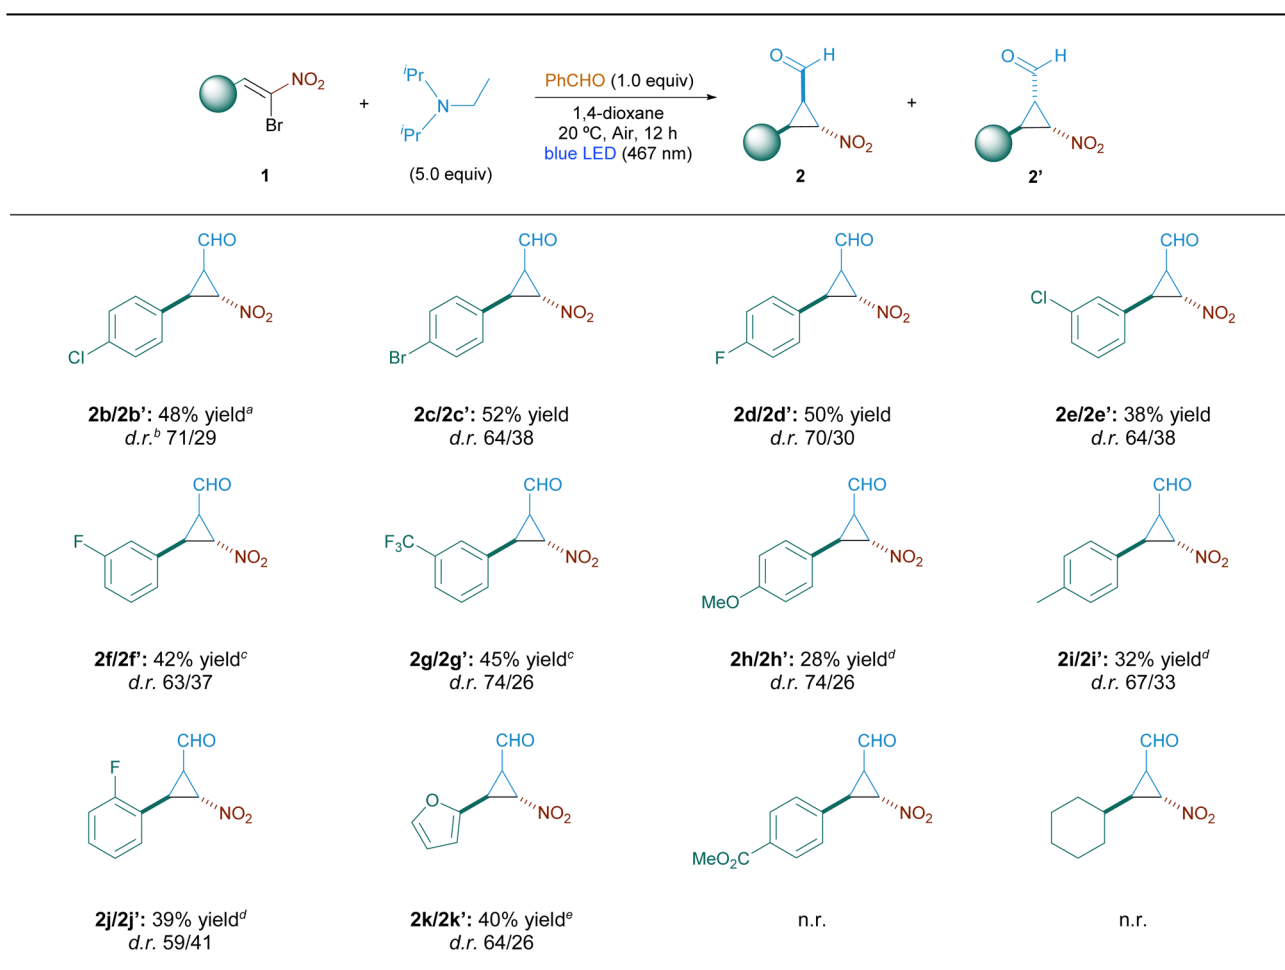 NO₂
Br
1
+
ⁱPr
N
ⁱPr
(5.0 equiv)
PhCHO (1.0 equiv)
1,4-dioxane
20 ºC, Air, 12 h
blue LED (467 nm)
O
H
NO₂
2
+
O
H
NO₂
2’
CHO
NO₂
Cl
2b/2b’: 48% yieldᵃ
d.r.ᵇ 71/29
CHO
NO₂
Br
2c/2c’: 52% yield
d.r. 64/38
CHO
NO₂
F
2d/2d’: 50% yield
d.r. 70/30
CHO
NO₂
Cl
2e/2e’: 38% yield
d.r. 64/38
CHO
NO₂
F
2f/2f’: 42% yieldᶜ
d.r. 63/37
CHO
NO₂
F₃C
2g/2g’: 45% yieldᶜ
d.r. 74/26
CHO
NO₂
MeO
2h/2h’: 28% yieldᵈ
d.r. 74/26
CHO
NO₂
2i/2i’: 32% yieldᵈ
d.r. 67/33
CHO
NO₂
F
2j/2j’: 39% yieldᵈ
d.r. 59/41
CHO
NO₂
O
2k/2k’: 40% yieldᵉ
d.r. 64/26
CHO
NO₂
MeO₂C
n.r.
CHO
NO₂
n.r.